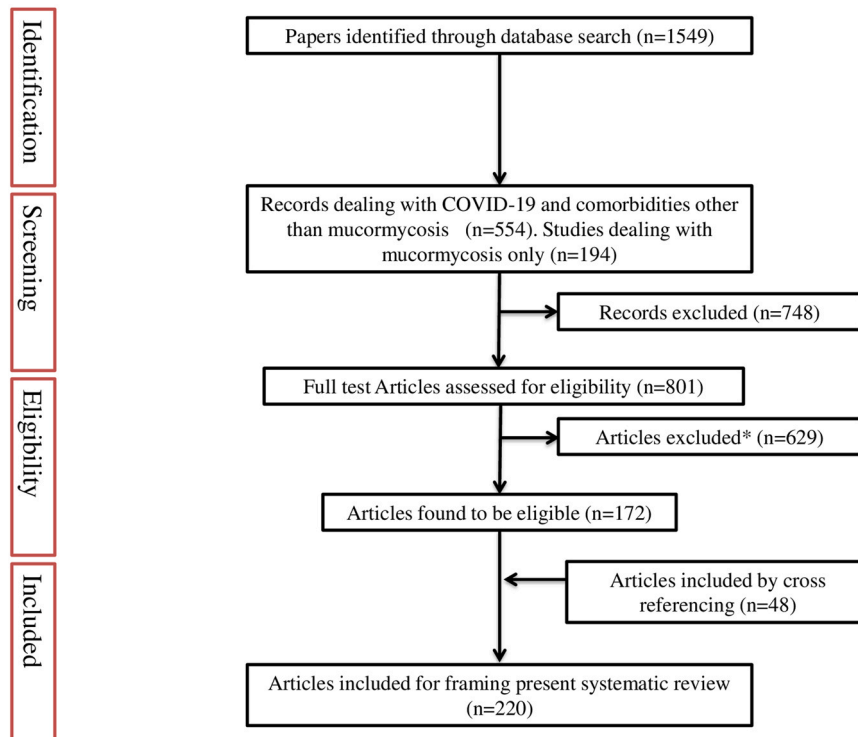 Identification
Papers identified through database search (n=1549)
Screening
Records dealing with COVID-19 and comorbidities other
than mucormycosis (n=554). Studies dealing with
mucormycosis only (n=194)
Records excluded (n=748)
Eligibility
Full test Articles assessed for eligibility (n=801)
Articles excluded* (n=629)
Articles found to be eligible (n=172)
Included
Articles included by cross
referencing (n=48)
Articles included for framing present systematic review
(n=220)